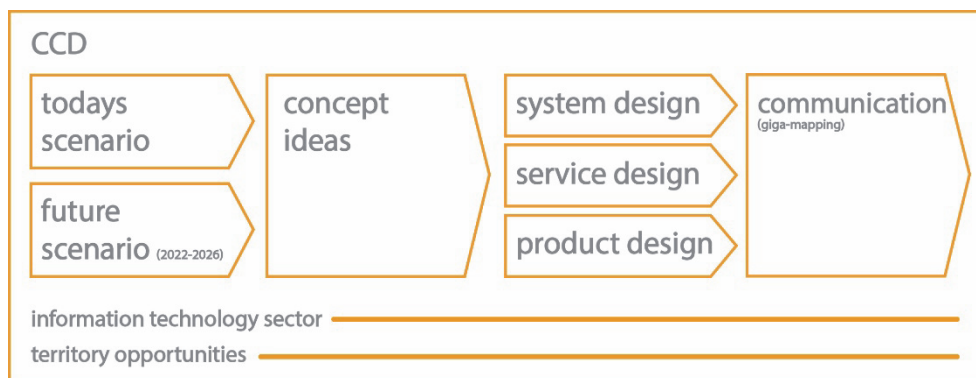 CCD
todays
scenario
future
scenario (2022-2026)
concept
ideas
system design
service design
product design
communication
(giga-mapping)
information technology sector
territory opportunities